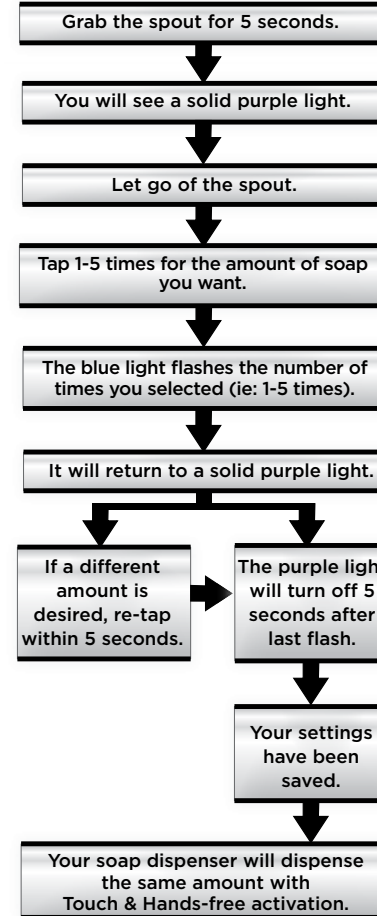 Grab the spout for 5 seconds.
You will see a solid purple light.
Let go of the spout.
Tap 1-5 times for the amount of soap
you want.
The blue light flashes the number of
times you selected (ie: 1-5 times).
It will return to a solid purple light.
If a different
amount is
desired, re-tap
within 5 seconds.
The purple light
will turn off 5
seconds after
last flash.
Your settings
have been
saved.
Your soap dispenser will dispense
the same amount with
Touch & Hands-free activation.